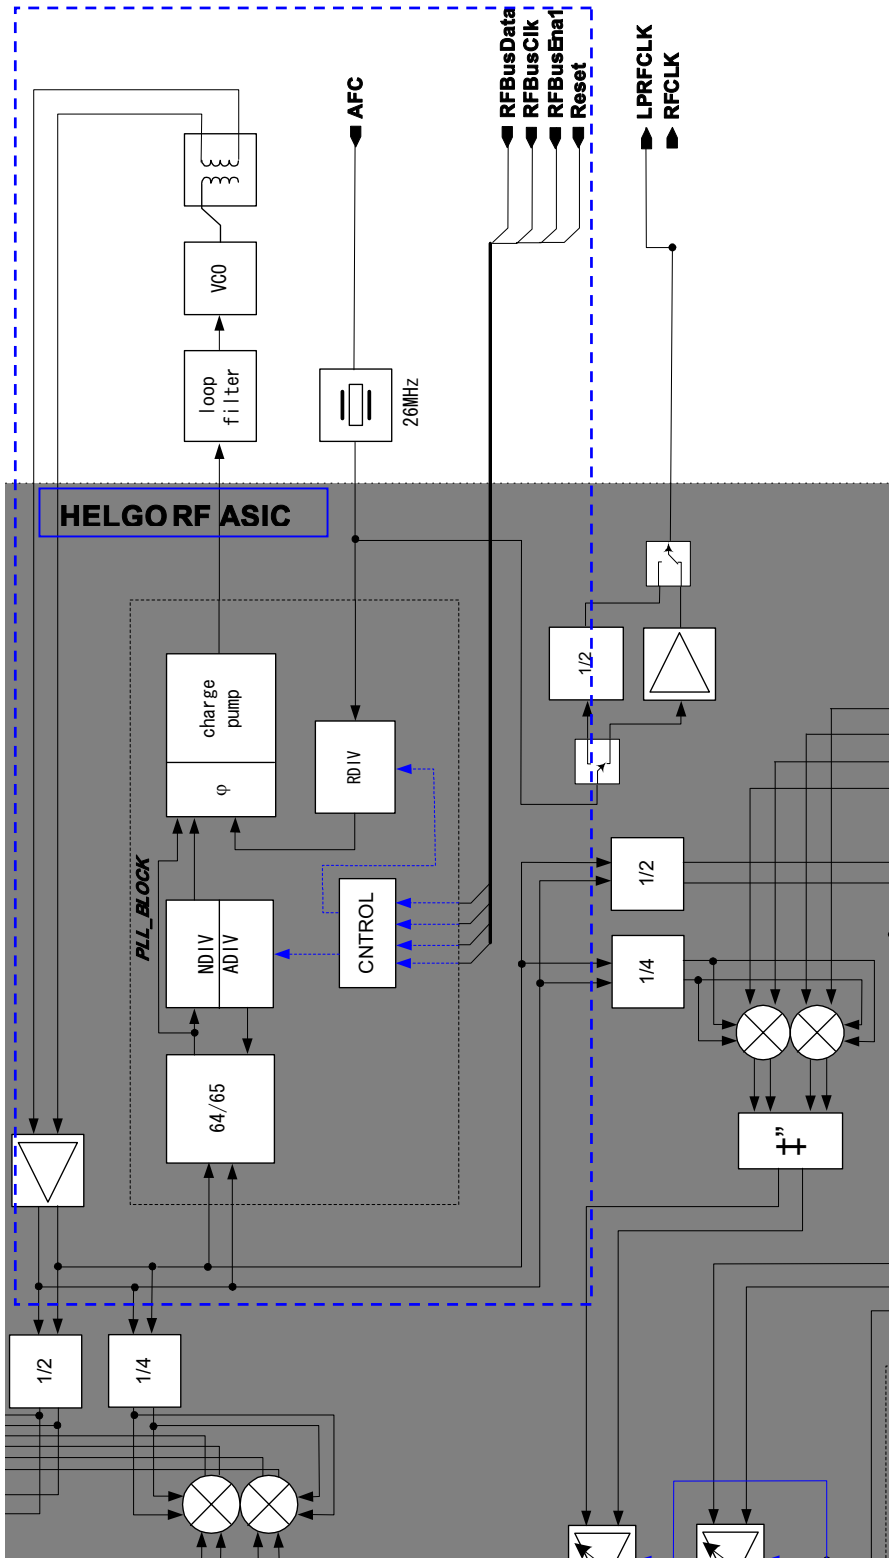 RFBusData
RFBusClk
RFBusEna1
Reset
LPRFCLK
RFCLK
AFC
VCO
loop
filter
26MHz
HELGO RF ASIC
charge
pump
φ
RDIV
1/2
PLL_BLOCK
NDIV
ADIV
CNTROL
1/2
1/4
64/65
‡”
1/2
1/4